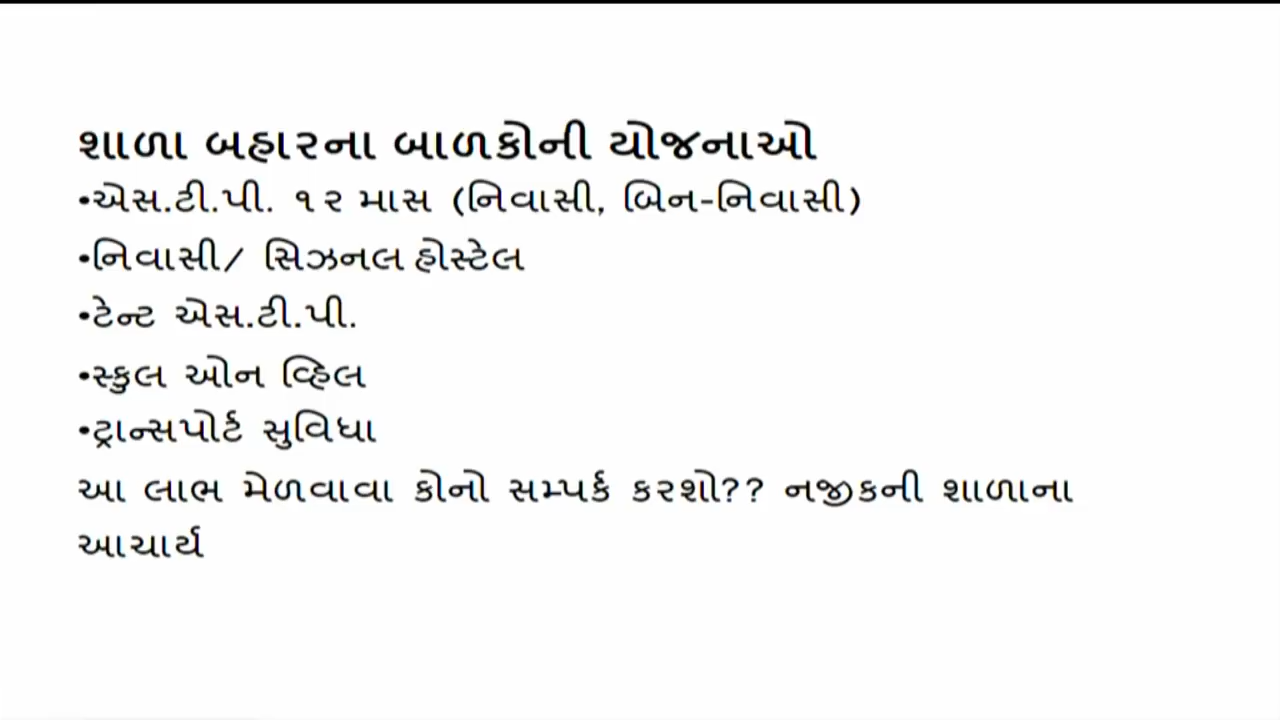 શાળા બહારના બાળકોની યોજનાઓ
•એસ.ટી.પી. ૧૨ માસ (નિવાસી, બિન-નિવાસી)
•નિવાસી/ સિઝનલ હોસ્ટેલ
•ટેન્ટ એસ.ટી.પી.
•સ્કુલ ઓન વ્હિલ
•ટ્રાન્સપોર્ટ સુવિધા
આ લાભ મેળવાવા કોનો સમ્પર્ક કરશો?? નજીકની શાળાના
આચાર્ય